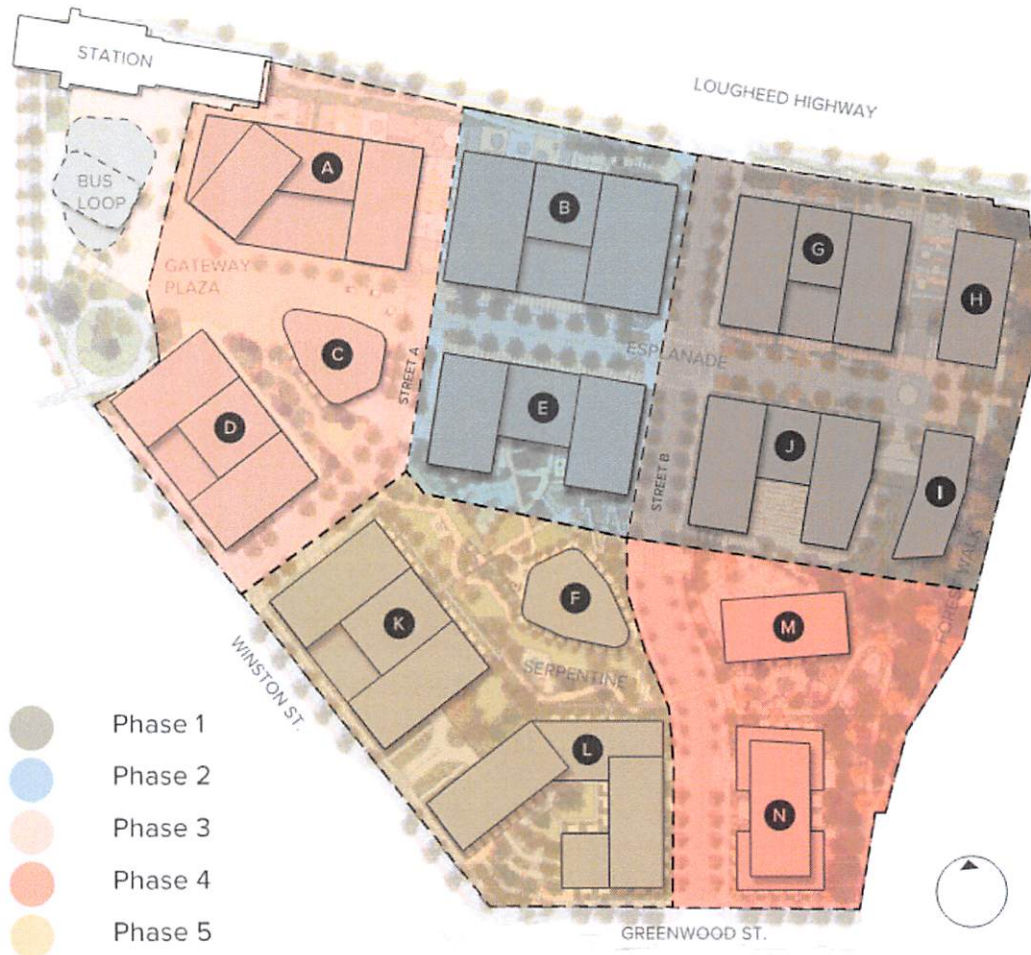 STATION
LOUGHEED HIGHWAY
BUS
LOOP
A
B
G
H
GATEWAY
PLAZA
C
ESPLANADE
STREET A
D
E
J
I
STREET B
FOREST WALK
K
F
M
SERPENTINE
WINSTON ST.
L
N
Phase 1
Phase 2
Phase 3
Phase 4
Phase 5
GREENWOOD ST.